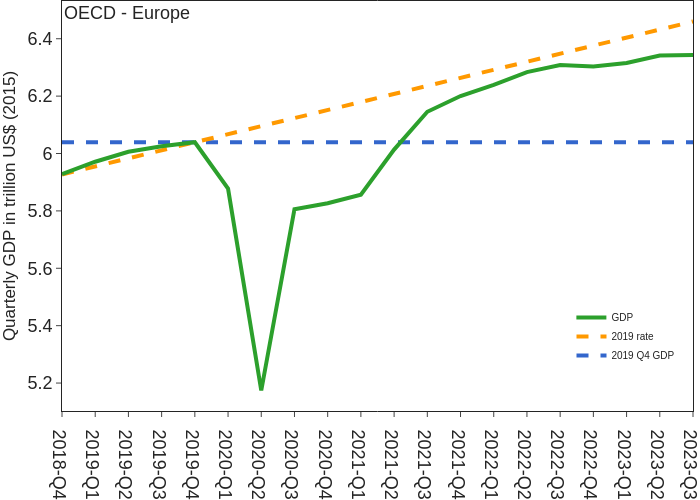 OECD - Europe
Quarterly GDP in trillion US$ (2015)
6.4
6.2
6
5.8
5.6
5.4
5.2
GDP
2019 rate
2019 Q4 GDP
2018-Q4
2019-Q1
2019-Q2
2019-Q3
2019-Q4
2020-Q1
2020-Q2
2020-Q3
2020-Q4
2021-Q1
2021-Q2
2021-Q3
2021-Q4
2022-Q1
2022-Q2
2022-Q3
2022-Q4
2023-Q1
2023-Q2
2023-Q3